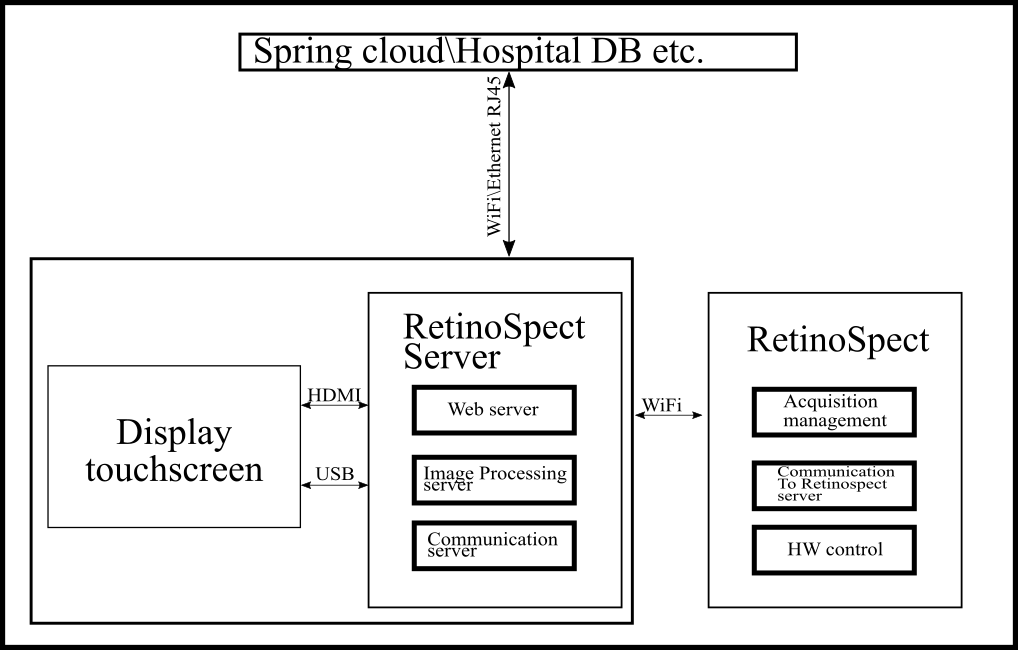 Spring cloud\Hospital DB etc.
WiFi\Ethernet RJ45
RetinoSpect
Server
Web server
Image Processing
server
Communication
server
Display
touchscreen
HDMI
USB
WiFi
RetinoSpect
Acquisition
management
Communication
To Retinospect
server
HW control